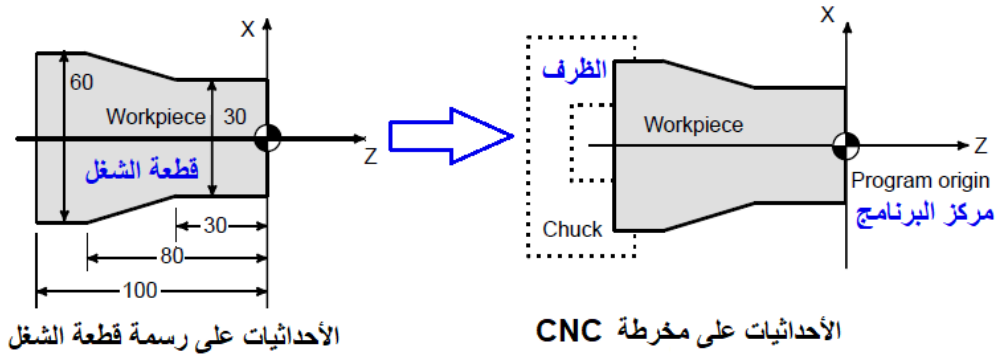 X
60
Workpiece
30
Z
قطعة الشغل
30
80
100
الأحداثيات على رسمة قطعة الشغل
X
الظرف
Workpiece
Z
Program origin
مركز البرنامج
Chuck
الأحداثيات على مخرطة CNC